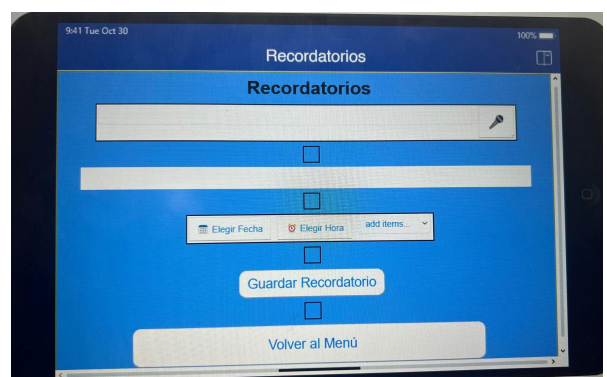 9:41 Tue Oct 30
100%
Recordatorios
Recordatorios
Elegir Fecha Elegir Hora add items...
Guardar Recordatorio
Volver al Menú